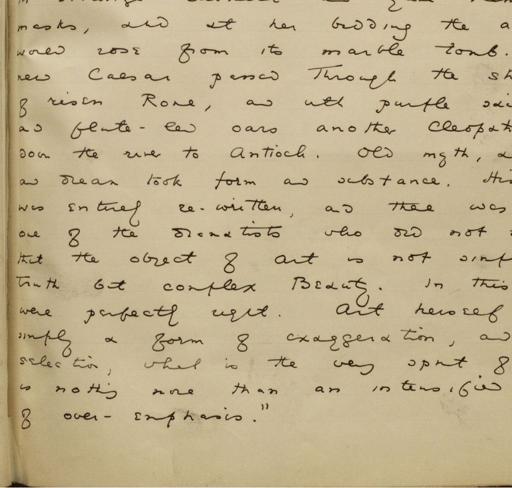 masks, and at her bidding the a
world rose from its marble tomb.
new Caesar passed Through the st
of risen Rome, and with purple sai
and flute-led oars another Cleopat
down the river to Antioch. Old myth, a
and dream took form and substance. His
was entirely re-written, and there was
one of the dramatists who did not
that the object of Art is not simp
truth but complex Beauty. In this
were perfectly right. Art herself
simply a form of exaggeration, and
selection, which is the very spirit of
is nothing more than an intensified
of over-emphasis."